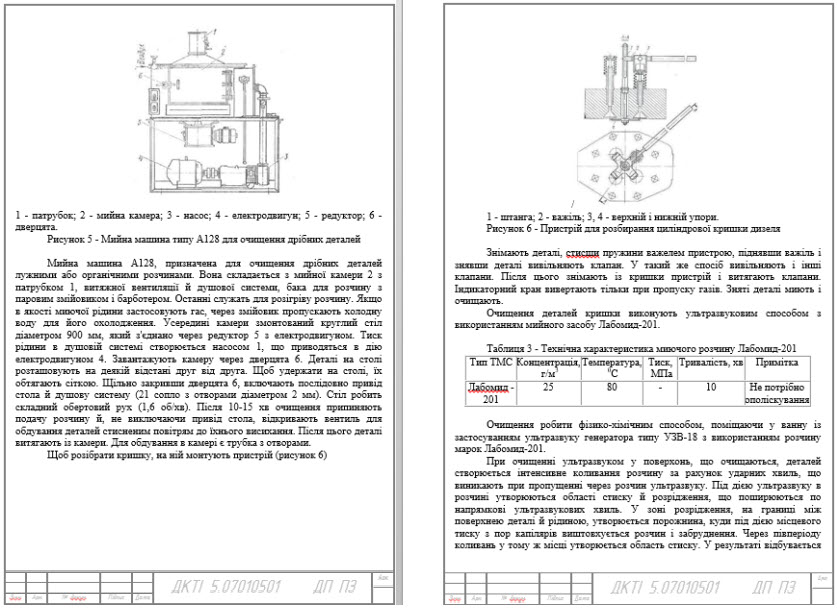 1 - патрубок; 2 - мийна камера; 3 - насос; 4 - електродвигун; 5 - редуктор; 6 -
дверцята.
Рисунок 5 - Мийна машина типу А128 для очищення дрібних деталей
Мийна машина А128, призначена для очищення дрібних деталей
лужними або органічними розчинами. Вона складається з мийної камери 2 з
патрубком 1, витяжної вентиляції й душової системи, бака для розчину з
паровим змійовиком і барботером. Останні служать для розігріву розчину. Якщо
в якості миючої рідини застосовують гас, через змійовик пропускають холодну
воду для його охолодження. Усередині камери змонтований круглий стіл
діаметром 900 мм, який з'єднано через редуктор 5 з електродвигуном. Тиск
рідини в душовій системі створюється насосом 1, що приводиться в дію
електродвигуном 4. Завантажують камеру через дверцята 6. Деталі на столі
розташовують на деякій відстані друг від друга. Щоб удержати на столі, їх
обтягають сіткою. Щільно закривши дверцята 6, включають послідовно привід
стола й душову систему (21 сопло з отворами діаметром 2 мм). Стіл робить
складний обертовий рух (1,6 об/хв). Після 10-15 хв очищення припиняють
подачу розчину й, не виключаючи привід стола, відкривають вентиль для
обдування деталей стисненим повітрям до їхнього висихання. Після цього деталі
витягають із камери. Для обдування в камері є трубка з отворами.
Щоб розібрати кришку, на ній монтують пристрій (рисунок 6)
ДКТІ 5.07010501 ДП ПЗ
1 - штанга; 2 - важіль; 3, 4 - верхній і нижній упори.
Рисунок 6 - Пристрій для розбирання циліндрової кришки дизеля
Знімають деталі, стисши пружини важелем пристрою, піднявши важіль і
знявши деталі вивільняють клапан. У такий же спосіб вивільняють і інші
клапани. Після цього із кришки пристрій і витягають клапани.
Індикаторний кран вивертають тільки при пропуску газів. Зняті деталі миють і
очищають.
Очищення деталей кришки виконують ультразвуковим способом з
використанням мийного засобу Лабомид-201.
Таблиця 3 - Технічна характеристика миючого розчину Лабомид-201
Тип ТМС Концентрація, г/м³ Температура, °С Тиск, МПа Тривалість, хв Примітка
Лабомид - 201 25 80 - 10 Не потрібно ополіскування
Очищення робити фізико-хімічним способом, поміщаючи у ванну із
застосуванням ультразвуку генератора типу УЗВ-18 з використанням розчину
марок Лабомид-201.
При очищенні ультразвуком у поверхонь, що очищаються, деталей
створюється інтенсивне коливання розчину за рахунок ударних хвиль, що
виникають при пропущенні через розчин ультразвуку. Під дією ультразвуку в
розчині утворюються області стиску й розрідження, що поширюються по
напрямкові ультразвукових хвиль. У зоні розрідження, на границі між
поверхнею деталі й рідиною, утворюється порожнина, куди під дією місцевого
тиску з пор капілярів виштовхується розчин і забруднення. Через півперіоду
коливань у тому ж місці утворюється область стиску. У результаті відбувається
ДКТІ 5.07010501 ДП ПЗ